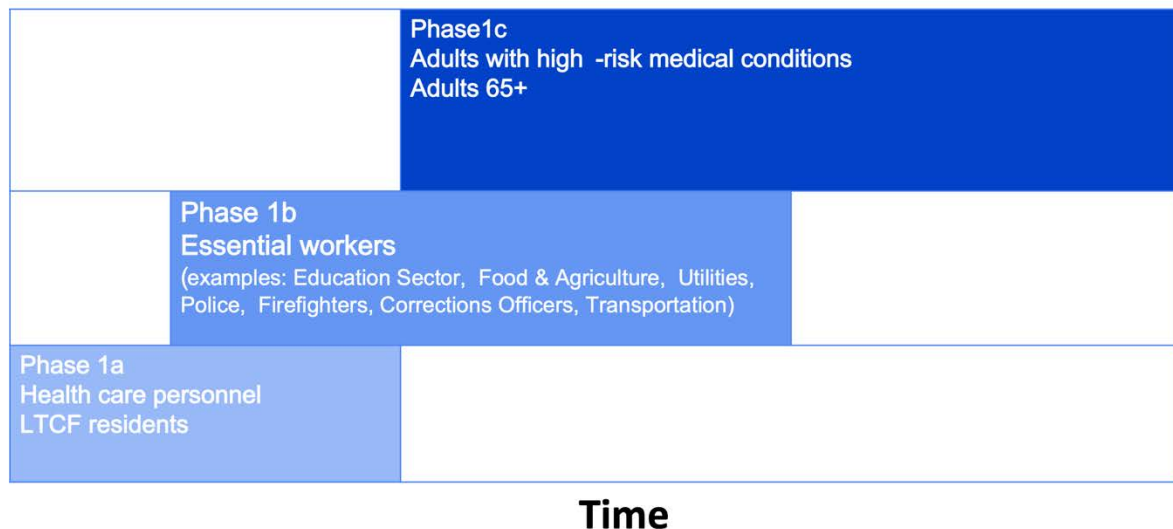 Phase1c
Adults with high -risk medical conditions
Adults 65+
Phase 1b
Essential workers
(examples: Education Sector, Food & Agriculture, Utilities,
Police, Firefighters, Corrections Officers, Transportation)
Phase 1a
Health care personnel
LTCF residents
Time